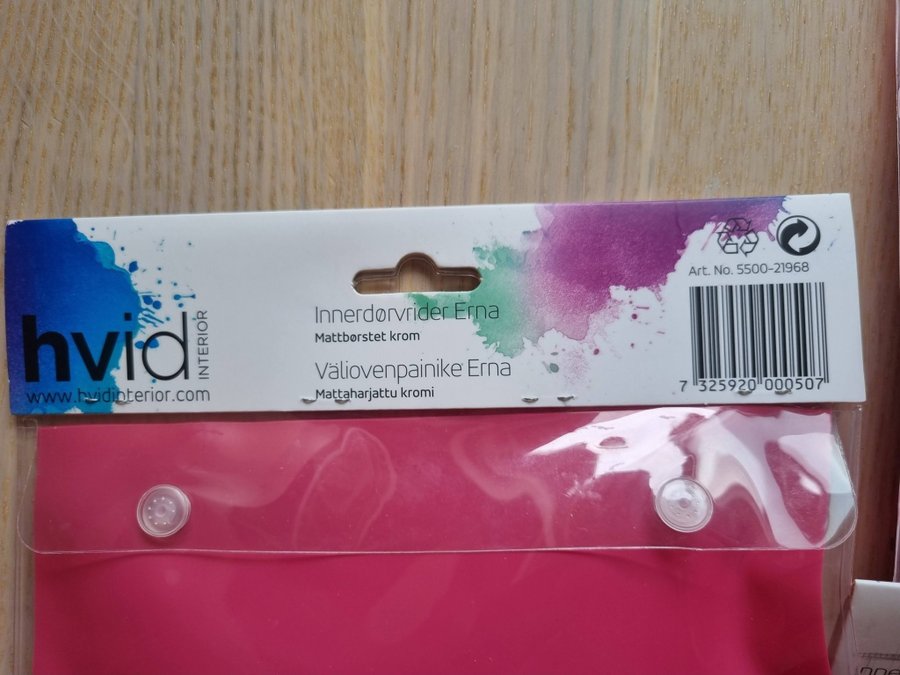 hvid
INTERIOR
www.hvidinterior.com
Innerdørvrider Erna
Mattbørstet krom
Väliovenpainike Erna
Mattaharjattu kromi
Art. No. 5500-21968
7 325920 000507